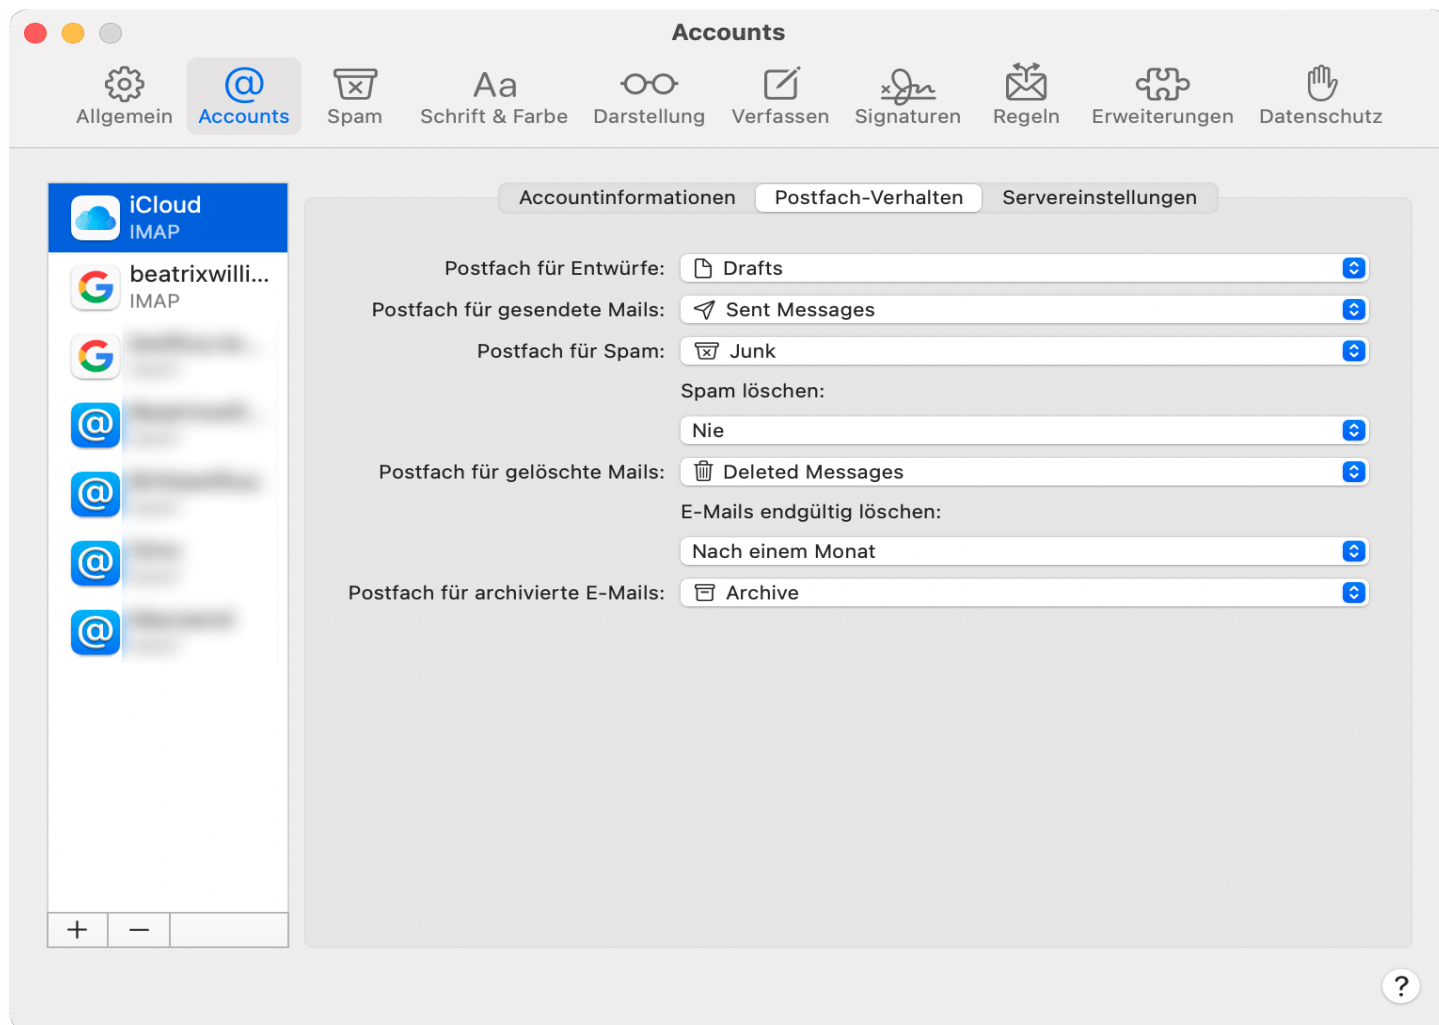 Accounts
Allgemein
Accounts
Spam
Aa
Schrift & Farbe
Darstellung
Verfassen
Signaturen
Regeln
Erweiterungen
Datenschutz
iCloud
IMAP
beatrixwilli...
IMAP
+
−
Accountinformationen
Postfach-Verhalten
Servereinstellungen
Postfach für Entwürfe: Drafts
Postfach für gesendete Mails: Sent Messages
Postfach für Spam: Junk
Spam löschen:
Nie
Postfach für gelöschte Mails: Deleted Messages
E-Mails endgültig löschen:
Nach einem Monat
Postfach für archivierte E-Mails: Archive
?